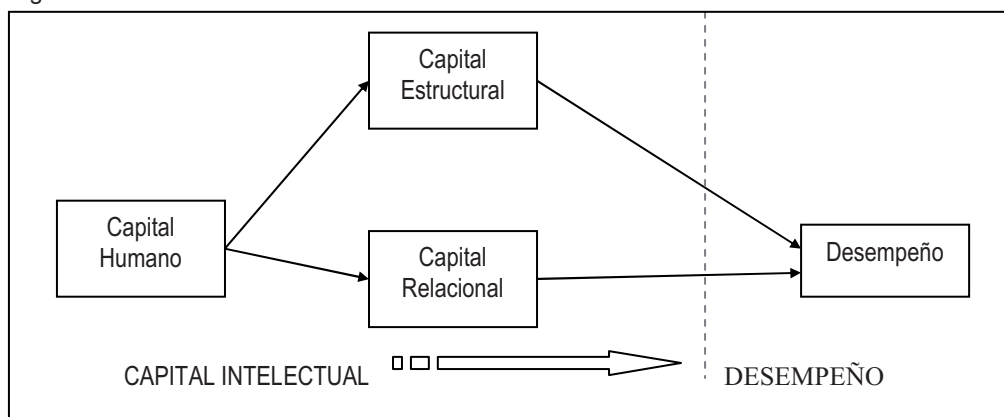 Capital
Estructural
Capital
Humano
Capital
Relacional
Desempeño
CAPITAL INTELECTUAL
DESEMPEÑO